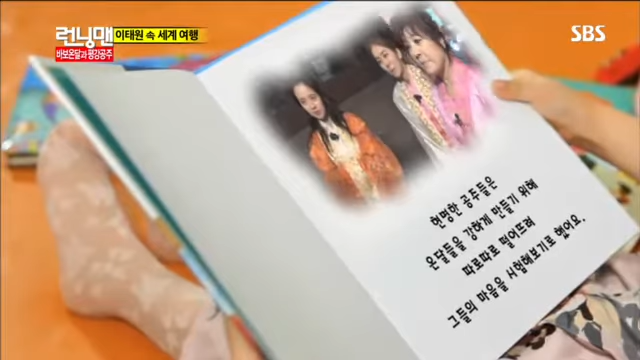 런닝맨
바보온달과 평강공주
이태원 속 세계 여행
SBS
현명한 공주들은
온달들을 강하게 만들기 위해
따로따로 떨어뜨려
그들의 마음을 시험해보기로 했어요.